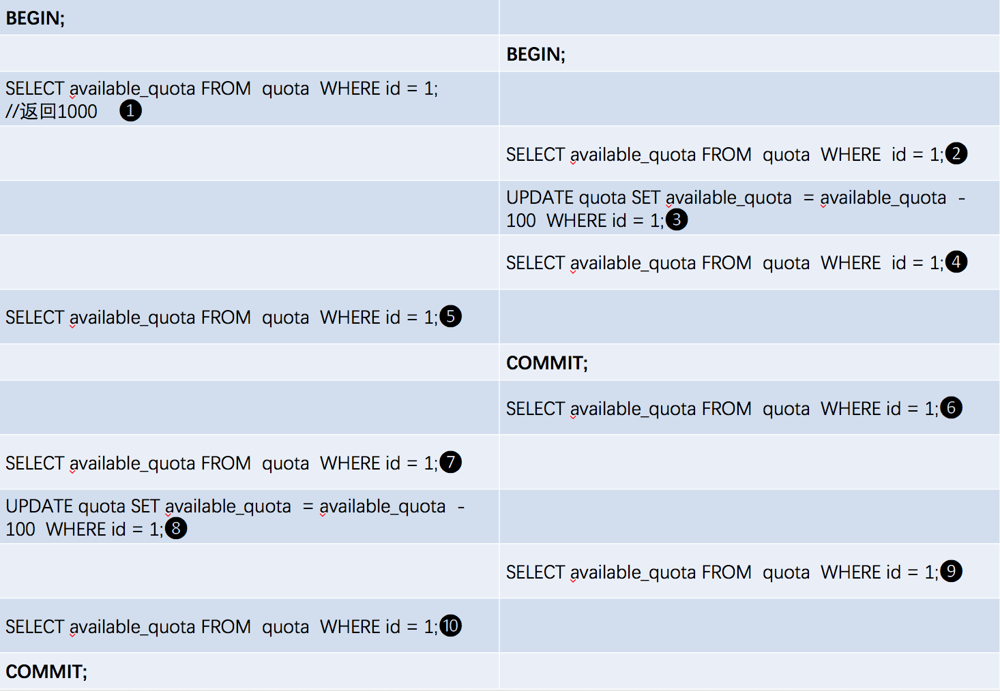 BEGIN;
BEGIN;
SELECT available_quota FROM quota WHERE id = 1;
//返回1000 ❶
SELECT available_quota FROM quota WHERE id = 1;❷
UPDATE quota SET available_quota = available_quota -
100 WHERE id = 1;❸
SELECT available_quota FROM quota WHERE id = 1;❹
SELECT available_quota FROM quota WHERE id = 1;❺
COMMIT;
SELECT available_quota FROM quota WHERE id = 1;❻
SELECT available_quota FROM quota WHERE id = 1;❼
UPDATE quota SET available_quota = available_quota -
100 WHERE id = 1;❽
SELECT available_quota FROM quota WHERE id = 1;❾
SELECT available_quota FROM quota WHERE id = 1;❿
COMMIT;